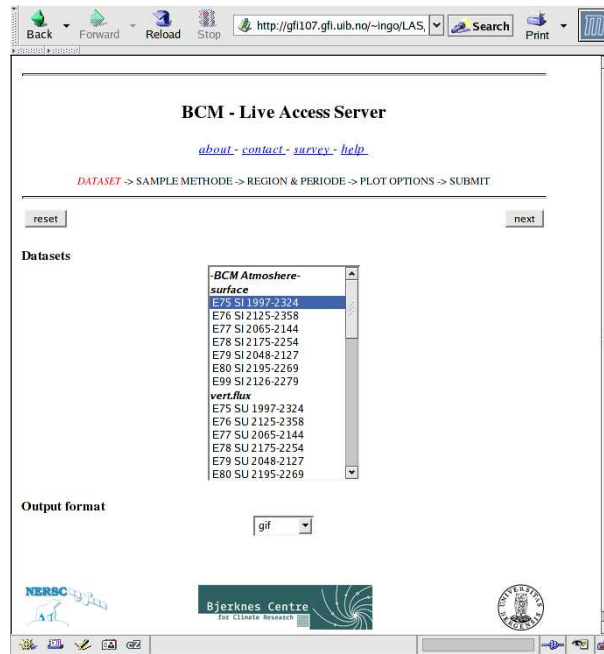 Back Forward Reload Stop http://gfi107.gfi.uib.no/~ingo/LAS, Search Print
BCM - Live Access Server
about - contact - survey - help
DATASET -> SAMPLE METHODE -> REGION & PERIODE -> PLOT OPTIONS -> SUBMIT
reset next
Datasets
-BCM Atmoshere-
surface
E75 SI 1997-2324
E76 SI 2125-2358
E77 SI 2065-2144
E78 SI 2175-2254
E79 SI 2048-2127
E80 SI 2195-2269
E99 SI 2126-2279
vert.flux
E75 SU 1997-2324
E76 SU 2125-2358
E77 SU 2065-2144
E78 SU 2175-2254
E79 SU 2048-2127
E80 SU 2195-2269
Output format
gif
NERSC
Bjerknes Centre
for Climate Research
UNIVERSITAS
BERGENSIS